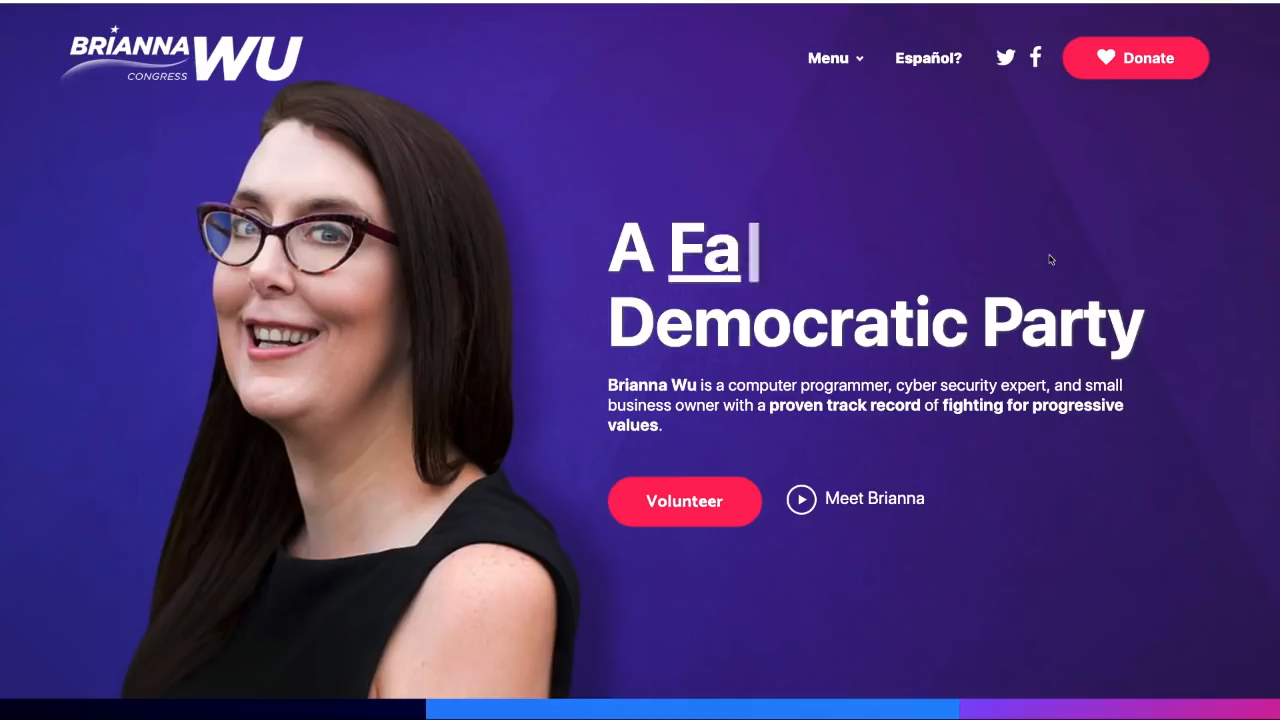 BRIANNA WU
CONGRESS
Menu
Español?
Donate
A Fa
Democratic Party
Brianna Wu is a computer programmer, cyber security expert, and small
business owner with a proven track record of fighting for progressive
values.
Volunteer
Meet Brianna